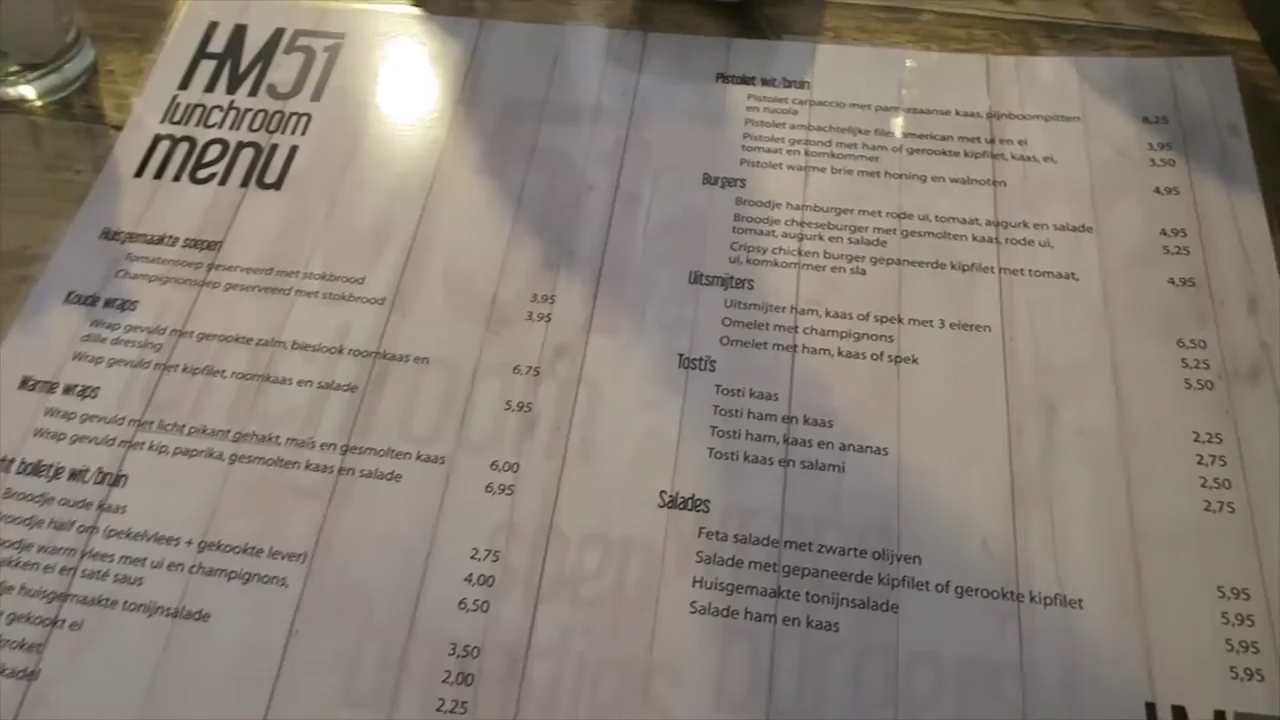 HM51
lunchroom
menu
Huisgemaakte soepen
Tomatensoep geserveerd met stokbrood 3,95
Champignonsoep geserveerd met stokbrood 3,95
Koude wraps
Wrap gevuld met gerookte zalm, bieslook roomkaas en
dille dressing 6,75
Wrap gevuld met kipfilet, roomkaas en salade 5,95
Warme wraps
Wrap gevuld met licht pikant gehakt, maïs en gesmolten kaas 6,00
Wrap gevuld met kip, paprika, gesmolten kaas en salade 6,95
bolletje wit/bruin
Broodje oude kaas 2,75
Broodje half om (pekelvlees + gekookte lever) 4,00
warm vlees met ui en champignons, 6,50
ei en saté saus
huisgemaakte tonijnsalade 3,50
gekookt ei 2,00
kroket 2,25
Pistolet wit/bruin
Pistolet carpaccio met parmezaanse kaas, pijnboompitten 8,25
en rucola
Pistolet ambachtelijke filet american met ui en ei 3,95
Pistolet gezond met ham of gerookte kipfilet, kaas, ei, 3,50
tomaat en komkommer
Pistolet warme brie met honing en walnoten 4,95
Burgers
Broodje hamburger met rode ui, tomaat, augurk en salade 4,95
Broodje cheeseburger met gesmolten kaas, rode ui, 5,25
tomaat, augurk en salade
Cripsy chicken burger gepaneerde kipfilet met tomaat, 4,95
ui, komkommer en sla
Uitsmijters
Uitsmijter ham, kaas of spek met 3 eieren 6,50
Omelet met champignons 5,25
Omelet met ham, kaas of spek 5,50
Tosti's
Tosti kaas 2,25
Tosti ham en kaas 2,75
Tosti ham, kaas en ananas 2,50
Tosti kaas en salami 2,75
Salades
Feta salade met zwarte olijven 5,95
Salade met gepaneerde kipfilet of gerookte kipfilet 5,95
Huisgemaakte tonijnsalade 5,95
Salade ham en kaas 5,95